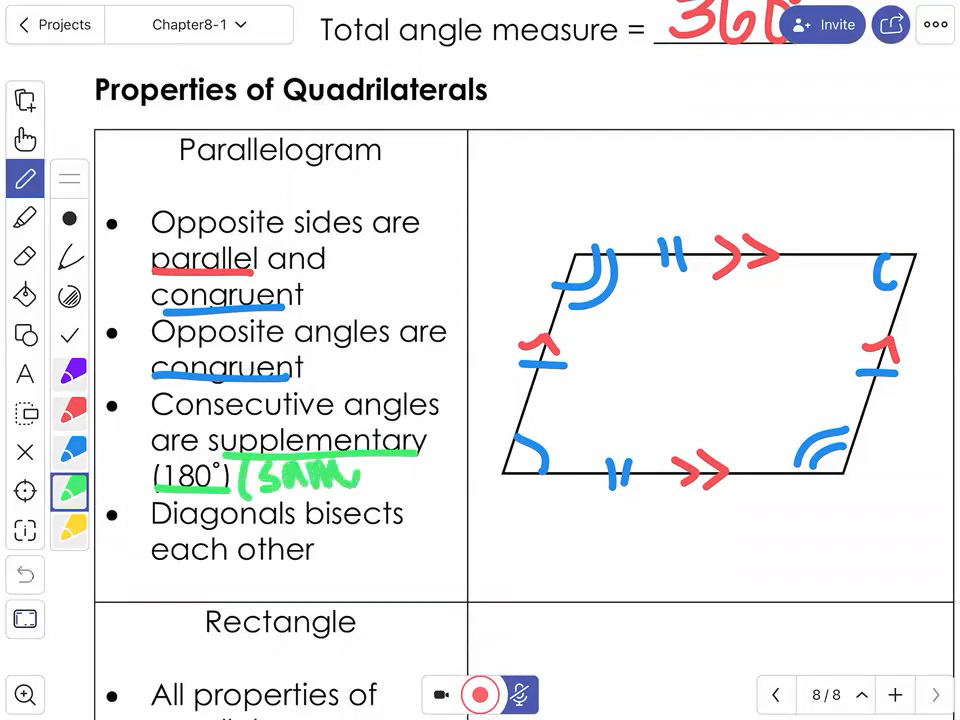 Projects
Chapter8-1
Total angle measure = 360°
Invite
Properties of Quadrilaterals
Parallelogram
• Opposite sides are
parallel and
congruent
• Opposite angles are
congruent
• Consecutive angles
are supplementary
(180˚)
• Diagonals bisects
each other
Rectangle
• All properties of
8/8